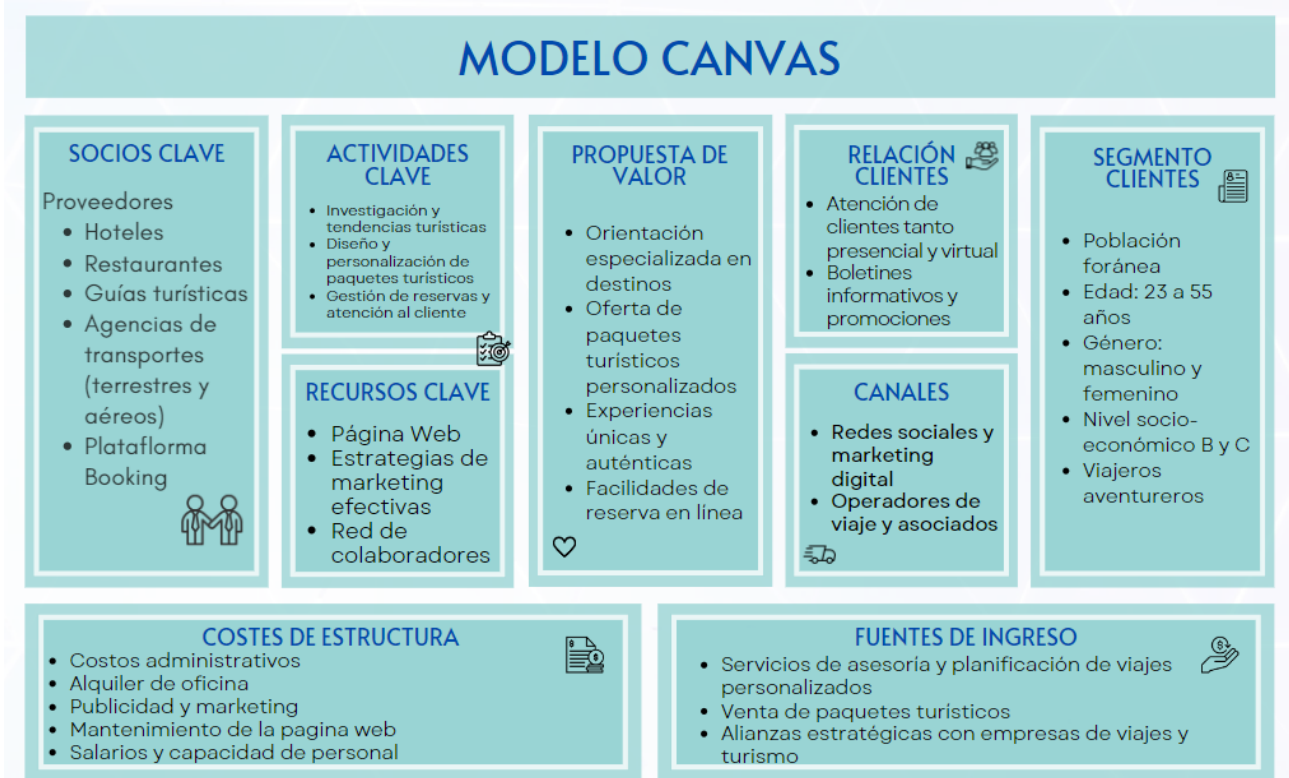 MODELO CANVAS
SOCIOS CLAVE
Proveedores
• Hoteles
• Restaurantes
• Guías turísticas
• Agencias de
transportes
(terrestres y
aéreos)
• Plataflorma
Booking
ACTIVIDADES
CLAVE
• Investigación y
tendencias turísticas
• Diseño y
personalización de
paquetes turísticos
• Gestión de reservas y
atención al cliente
RECURSOS CLAVE
• Página Web
• Estrategias de
marketing
efectivas
• Red de
colaboradores
PROPUESTA DE
VALOR
• Orientación
especializada en
destinos
• Oferta de
paquetes
turísticos
personalizados
• Experiencias
únicas y
auténticas
• Facilidades de
reserva en línea
RELACIÓN
CLIENTES
• Atención de
clientes tanto
presencial y virtual
• Boletines
informativos y
promociones
CANALES
• Redes sociales y
marketing
digital
• Operadores de
viaje y asociados
SEGMENTO
CLIENTES
• Población
foránea
• Edad: 23 a 55
años
• Género:
masculino y
femenino
• Nivel socio-
económico B y C
• Viajeros
aventureros
COSTES DE ESTRUCTURA
• Costos administrativos
• Alquiler de oficina
• Publicidad y marketing
• Mantenimiento de la pagina web
• Salarios y capacidad de personal
FUENTES DE INGRESO
• Servicios de asesoría y planificación de viajes
personalizados
• Venta de paquetes turísticos
• Alianzas estratégicas con empresas de viajes y
turismo